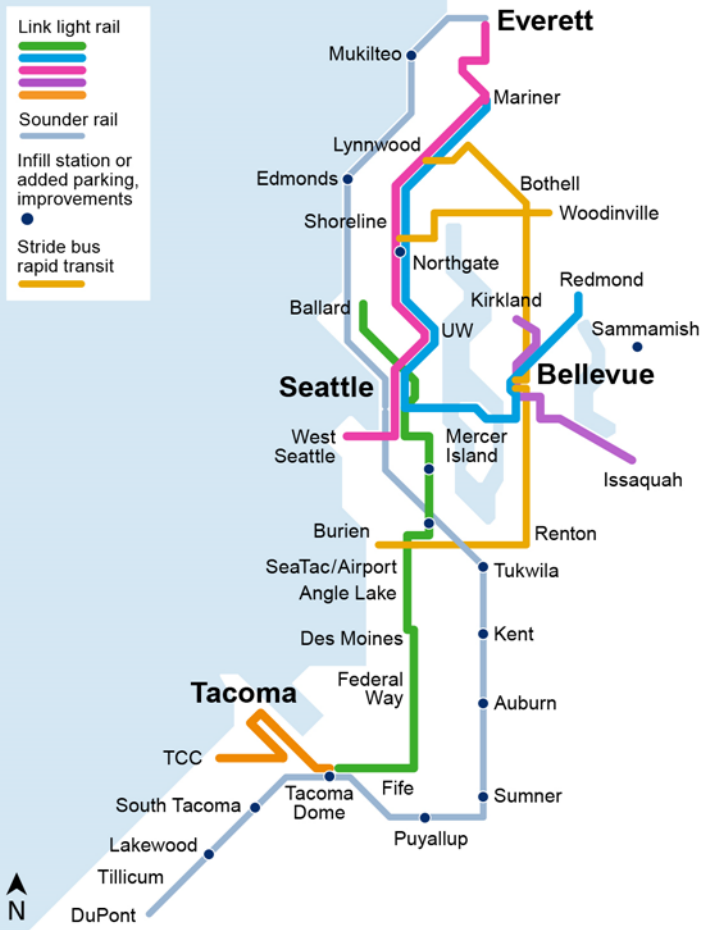 Link light rail
Sounder rail
Infill station or
added parking,
improvements
Stride bus
rapid transit
Everett
Mukilteo
Mariner
Lynnwood
Edmonds
Bothell
Shoreline
Woodinville
Northgate
Redmond
Kirkland
Ballard
UW
Sammamish
Seattle
Bellevue
West
Seattle
Mercer
Island
Issaquah
Burien
Renton
SeaTac/Airport
Tukwila
Angle Lake
Des Moines
Kent
Federal
Way
Tacoma
Auburn
TCC
Tacoma
Dome
Fife
Sumner
South Tacoma
Puyallup
Lakewood
Tillicum
DuPont
N